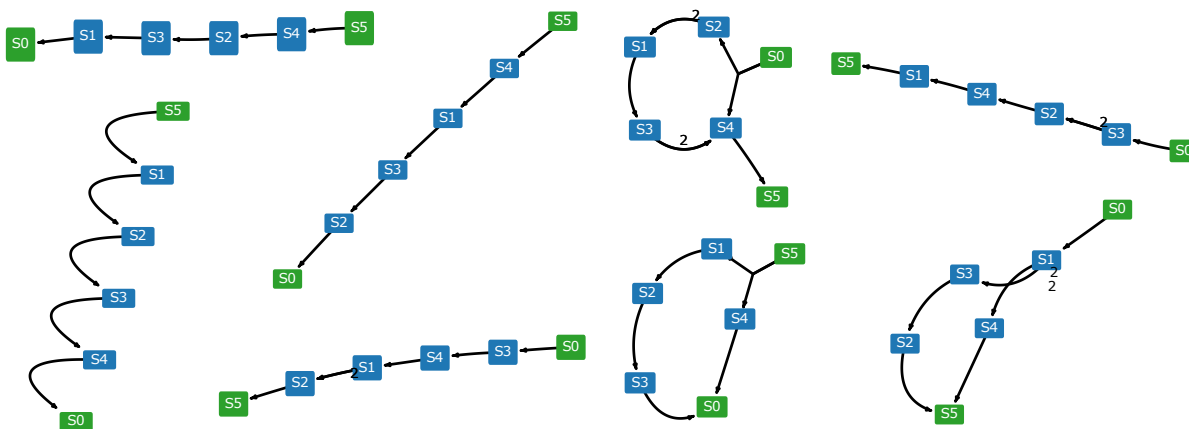 S0 S1 S3 S2 S4 S5
S5 S1 S2 S3 S4 S0
S5 S4 S1 S3 S2 S0
S5 S2 2 S1 S4 S3 S0
2 S2 S0 S1 S3 2 S4 S5
S1 S5 S2 S4 S3 S0
S5 S1 S4 S2 2 S3 S0
S0 S1 2 2 S3 S4 S2 S5